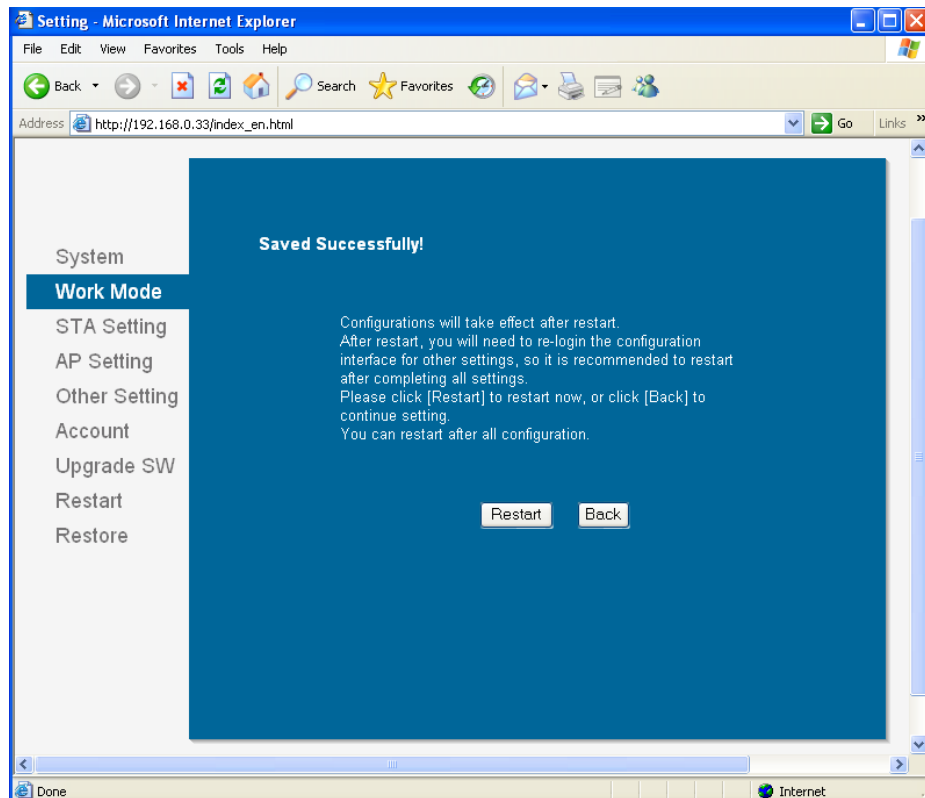 Setting - Microsoft Internet Explorer
File Edit View Favorites Tools Help
Back Search Favorites
Address http://192.168.0.33/index_en.html Go Links »
System
Work Mode
STA Setting
AP Setting
Other Setting
Account
Upgrade SW
Restart
Restore
Saved Successfully!
Configurations will take effect after restart.
After restart, you will need to re-login the configuration
interface for other settings, so it is recommended to restart
after completing all settings.
Please click [Restart] to restart now, or click [Back] to
continue setting.
You can restart after all configuration.
Restart Back
Done Internet